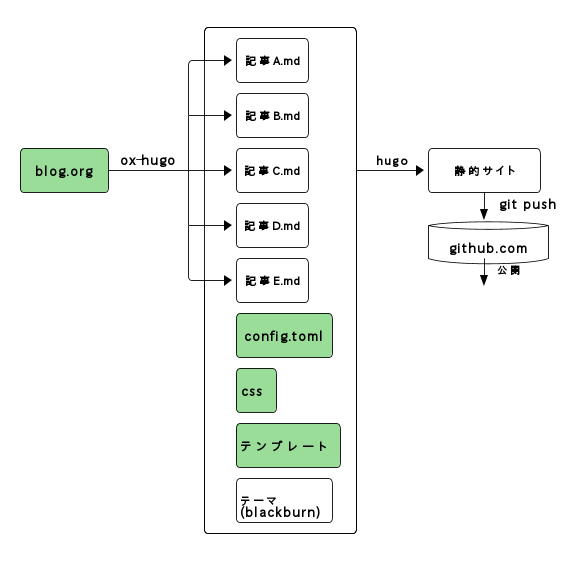 blog.org
ox-hugo
記事A.md
記事B.md
記事C.md
記事D.md
記事E.md
config.toml
css
テンプレート
テーマ
(blackburn)
hugo
静的サイト
git push
github.com
公開